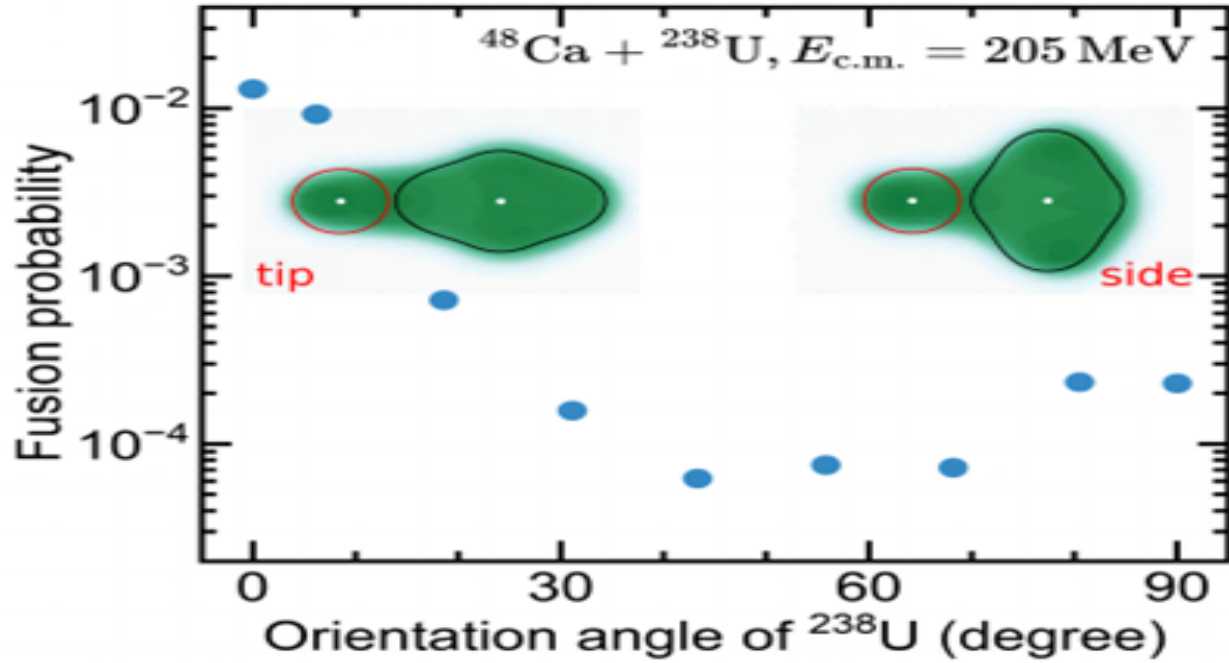 ⁴⁸Ca + ²³⁸U, E_c.m. = 205 MeV
10⁻²
10⁻³
10⁻⁴
tip
side
Fusion probability
0 30 60 90
Orientation angle of ²³⁸U (degree)